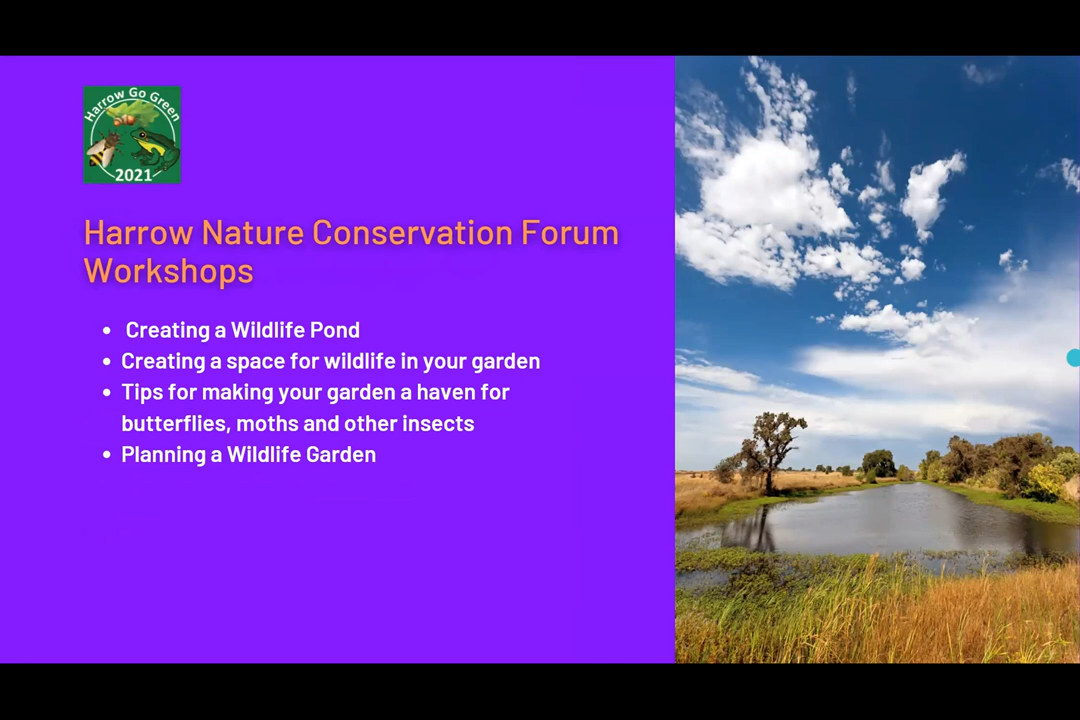 Harrow Go Green
2021
Harrow Nature Conservation Forum
Workshops
• Creating a Wildlife Pond
• Creating a space for wildlife in your garden
• Tips for making your garden a haven for
butterflies, moths and other insects
• Planning a Wildlife Garden